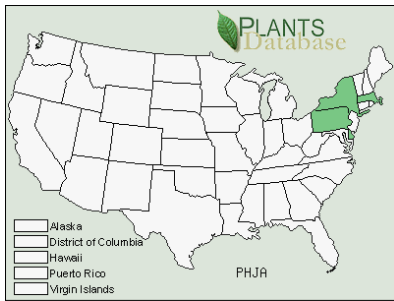 PLANTS
Database
Alaska
District of Columbia
Hawaii
Puerto Rico
Virgin Islands
PHJA